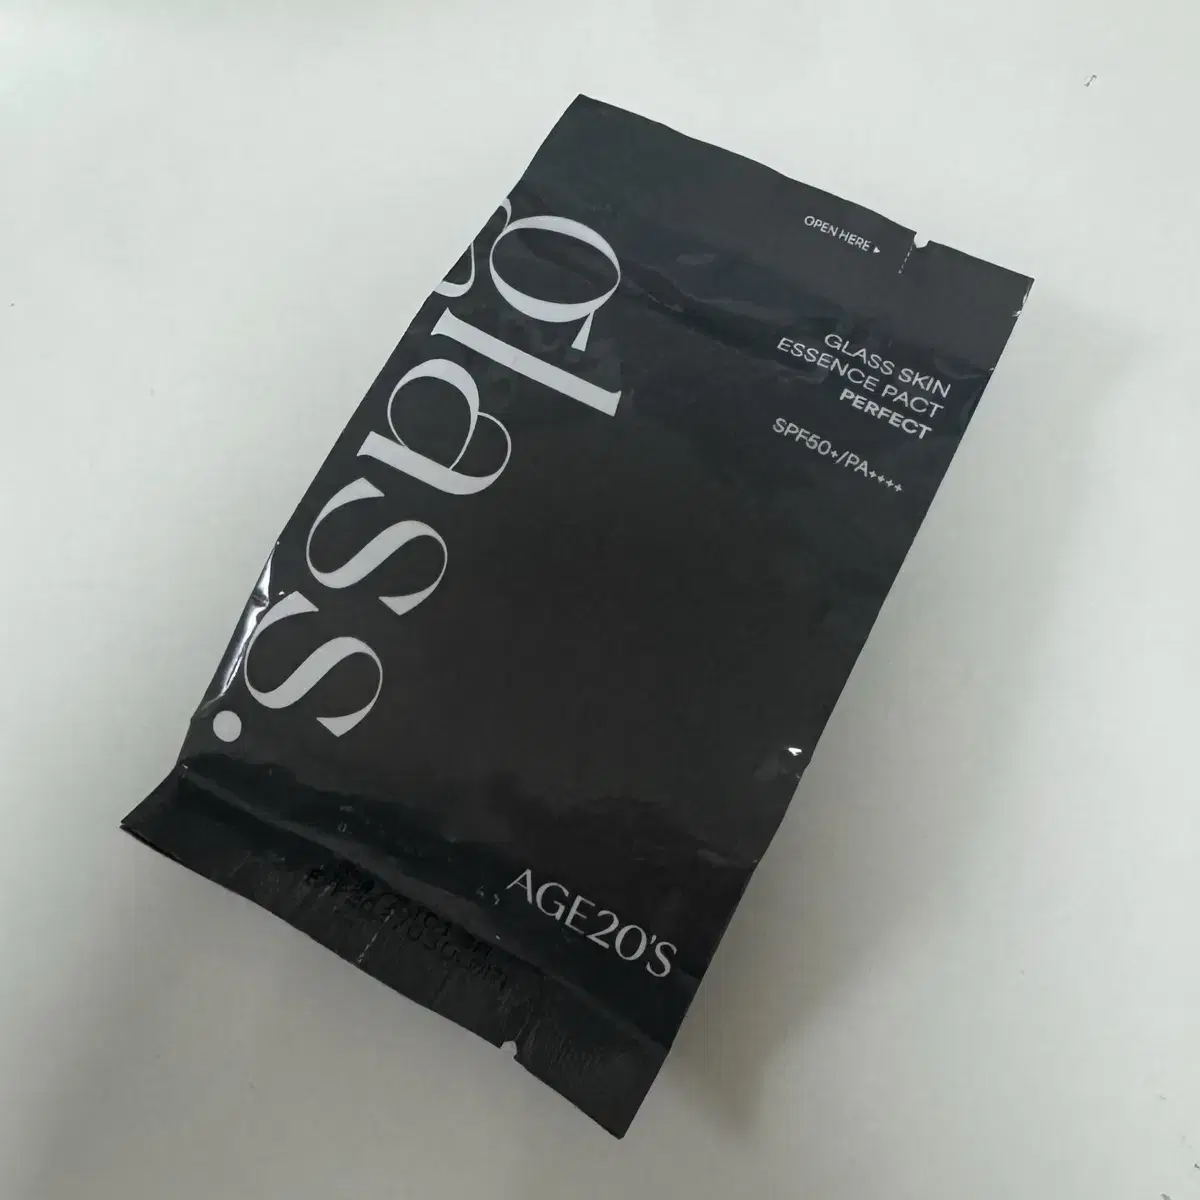 OPEN HERE ▸
glass.
GLASS SKIN
ESSENCE PACT
PERFECT
SPF50+/PA++++
AGE20'S